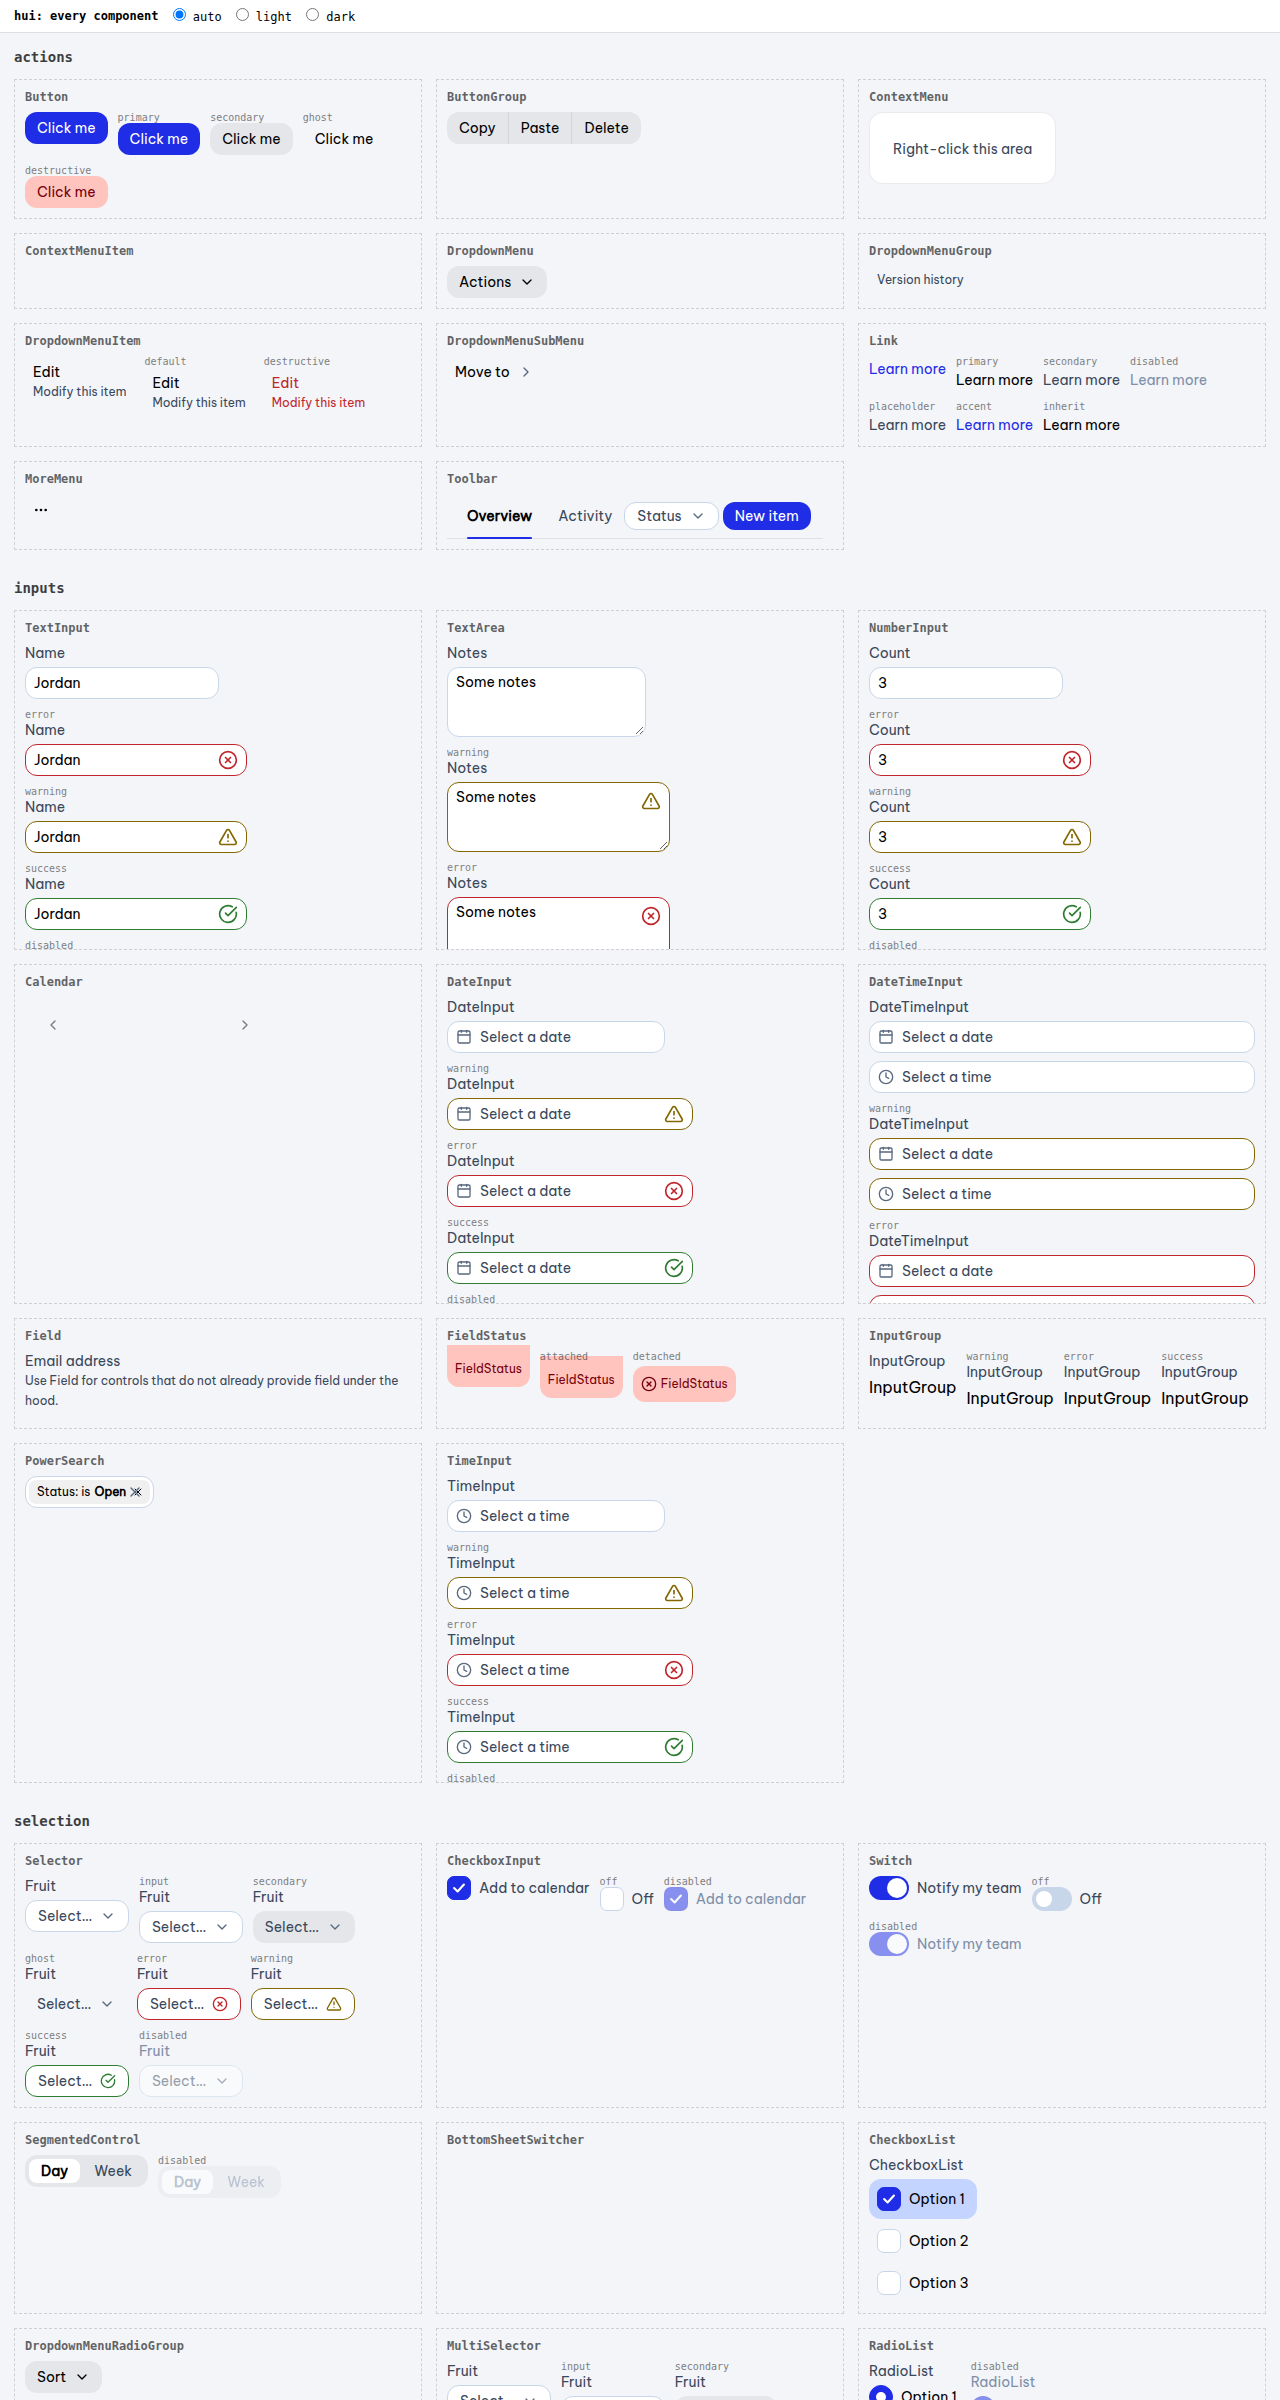 hui: every component auto light dark
actions
Button
Click me
primary
Click me
secondary
Click me
ghost
Click me
destructive
Click me
ButtonGroup
Copy Paste Delete
ContextMenu
Right-click this area
ContextMenuItem
DropdownMenu
Actions
DropdownMenuGroup
Version history
DropdownMenuItem
Edit
Modify this item
default
Edit
Modify this item
destructive
Edit
Modify this item
DropdownMenuSubMenu
Move to
Link
Learn more
primary
Learn more
secondary
Learn more
disabled
Learn more
placeholder
Learn more
accent
Learn more
inherit
Learn more
MoreMenu
Toolbar
Overview Activity Status New item
inputs
TextInput
Name
Jordan
error
Name
Jordan
warning
Name
Jordan
success
Name
Jordan
disabled
TextArea
Notes
Some notes
warning
Notes
Some notes
error
Notes
Some notes
NumberInput
Count
3
error
Count
3
warning
Count
3
success
Count
3
disabled
Calendar
DateInput
DateInput
Select a date
warning
DateInput
Select a date
error
DateInput
Select a date
success
DateInput
Select a date
disabled
DateTimeInput
DateTimeInput
Select a date
Select a time
warning
DateTimeInput
Select a date
Select a time
error
DateTimeInput
Select a date
Field
Email address
Use Field for controls that do not already provide field under the
hood.
FieldStatus
FieldStatus
attached
FieldStatus
detached
FieldStatus
InputGroup
InputGroup
InputGroup
warning
InputGroup
InputGroup
error
InputGroup
InputGroup
success
InputGroup
InputGroup
PowerSearch
Status: is Open
TimeInput
TimeInput
Select a time
warning
TimeInput
Select a time
error
TimeInput
Select a time
success
TimeInput
Select a time
disabled
selection
Selector
Fruit
Select...
input
Fruit
Select...
secondary
Fruit
Select...
ghost
Fruit
Select...
error
Fruit
Select...
warning
Fruit
Select...
success
Fruit
Select...
disabled
Fruit
Select...
CheckboxInput
Add to calendar
off
Off
disabled
Add to calendar
Switch
Notify my team
off
Off
disabled
Notify my team
SegmentedControl
Day Week
disabled
Day Week
BottomSheetSwitcher
CheckboxList
CheckboxList
Option 1
Option 2
Option 3
DropdownMenuRadioGroup
Sort
MultiSelector
Fruit
Select...
input
Fruit
secondary
Fruit
RadioList
RadioList
Option 1
disabled
RadioList